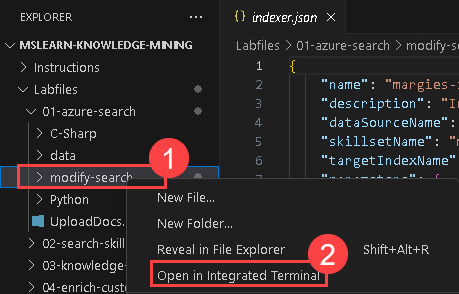 EXPLORER
MSLEARN-KNOWLEDGE-MINING
Instructions
Labfiles
01-azure-search
C-Sharp
data
modify-search
Python
UploadDocs.
02-search-skill
03-knowledge-
04-enrich-custo
{} indexer.json
Labfiles > 01-azure-search > modify-s
1 {
2 "name": "margies-
3 "description": "I
4 "dataSourceName":
5 "skillsetName": "m
6 "targetIndexName"
7
1
New File...
New Folder...
Reveal in File Explorer Shift+Alt+R
2
Open in Integrated Terminal